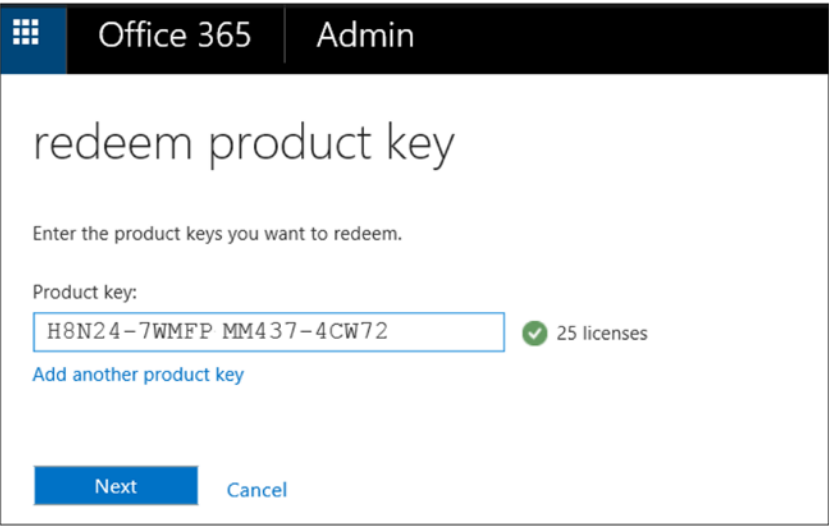 Office 365 Admin
redeem product key
Enter the product keys you want to redeem.
Product key:
H8N24-7WMFP MM437-4CW72 25 licenses
Add another product key
Next Cancel